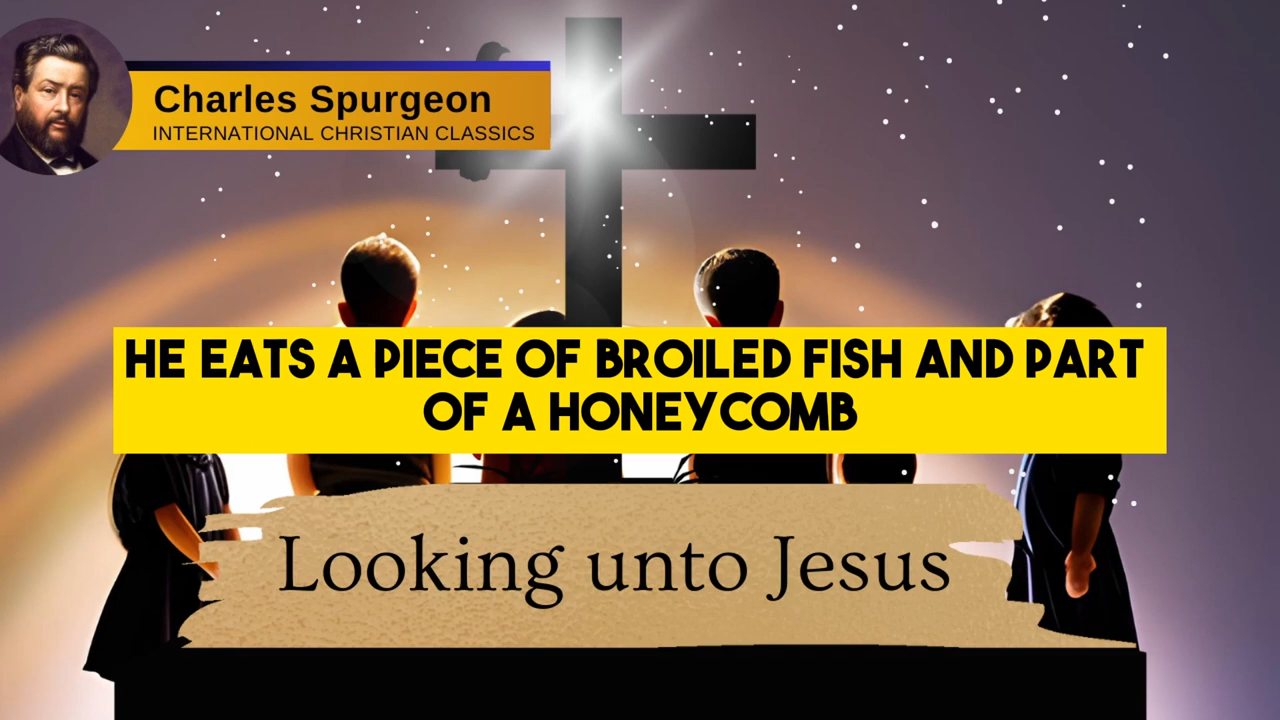 Charles Spurgeon
INTERNATIONAL CHRISTIAN CLASSICS
HE EATS A PIECE OF BROILED FISH AND PART
OF A HONEYCOMB
Looking unto Jesus